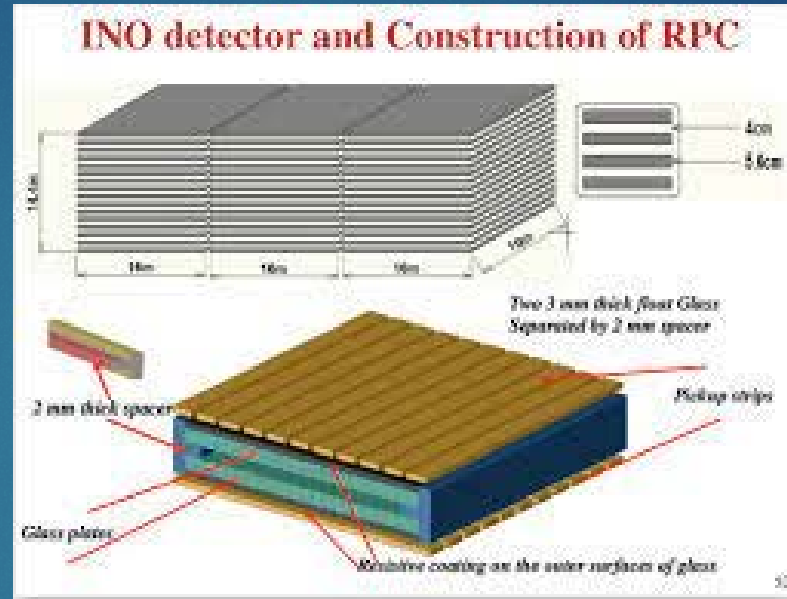 INO detector and Construction of RPC
4cm
5.6cm
16m
16m
16m
Two 3 mm thick float Glass
Separated by 2 mm spacer
Pickup strips
2 mm thick spacer
Glass plates
Resistive coating on the outer surfaces of glass